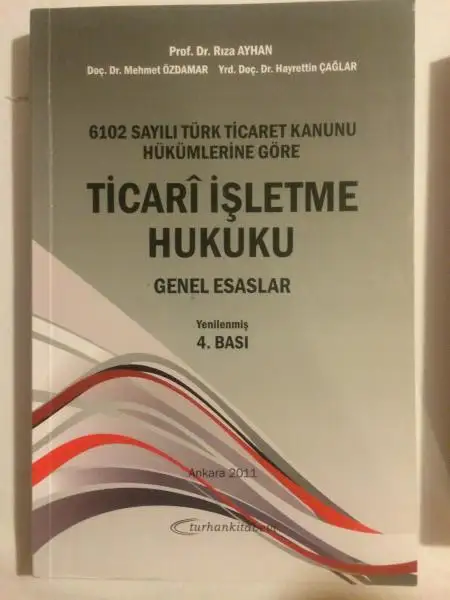 Prof. Dr. Rıza AYHAN
Doç. Dr. Mehmet ÖZDAMAR Yrd. Doç. Dr. Hayrettin ÇAĞLAR
6102 SAYILI TÜRK TİCARET KANUNU
HÜKÜMLERİNE GÖRE
TİCARÎ İŞLETME
HUKUKU
GENEL ESASLAR
Yenilenmiş
4. BASI
Ankara 2011
turhankitabevi